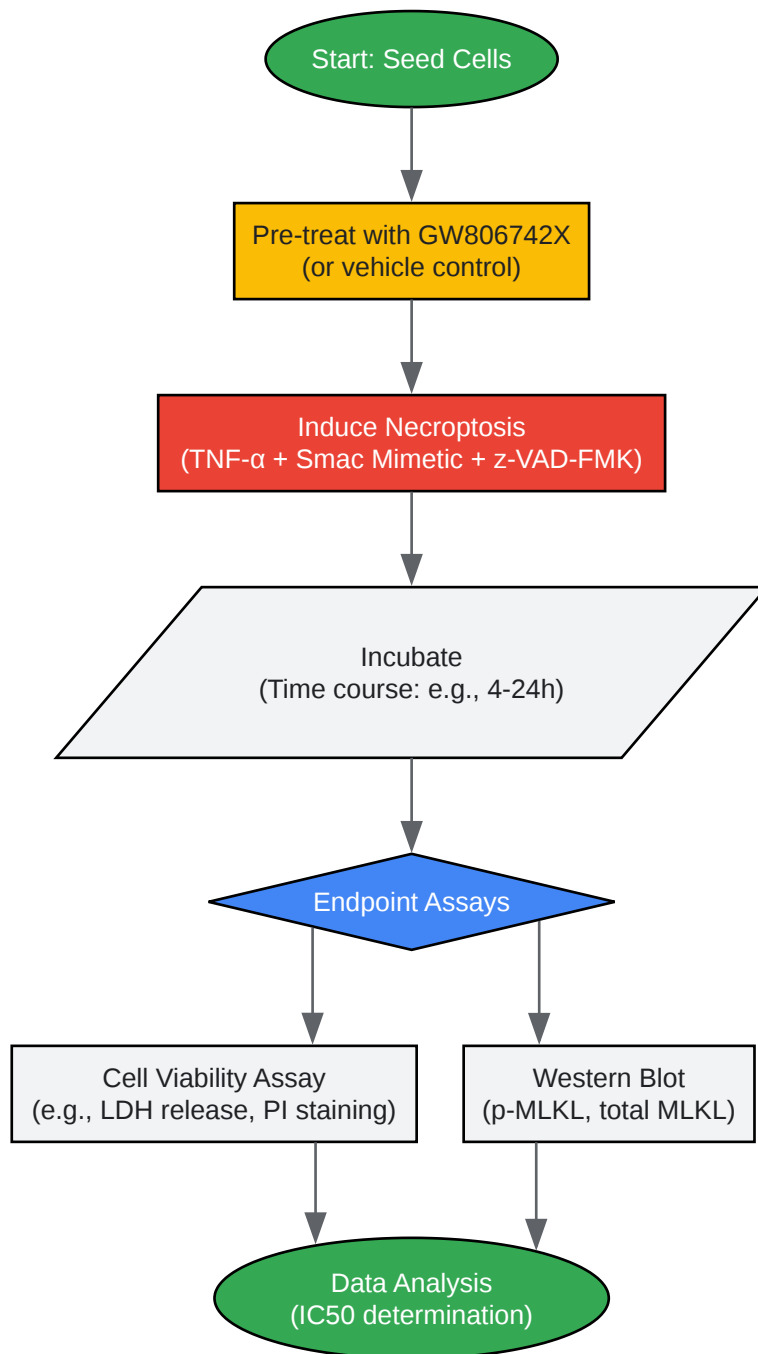 Start: Seed Cells
Pre-treat with GW806742X
(or vehicle control)
Induce Necroptosis
(TNF-α + Smac Mimetic + z-VAD-FMK)
Incubate
(Time course: e.g., 4-24h)
Endpoint Assays
Cell Viability Assay
(e.g., LDH release, PI staining)
Western Blot
(p-MLKL, total MLKL)
Data Analysis
(IC50 determination)